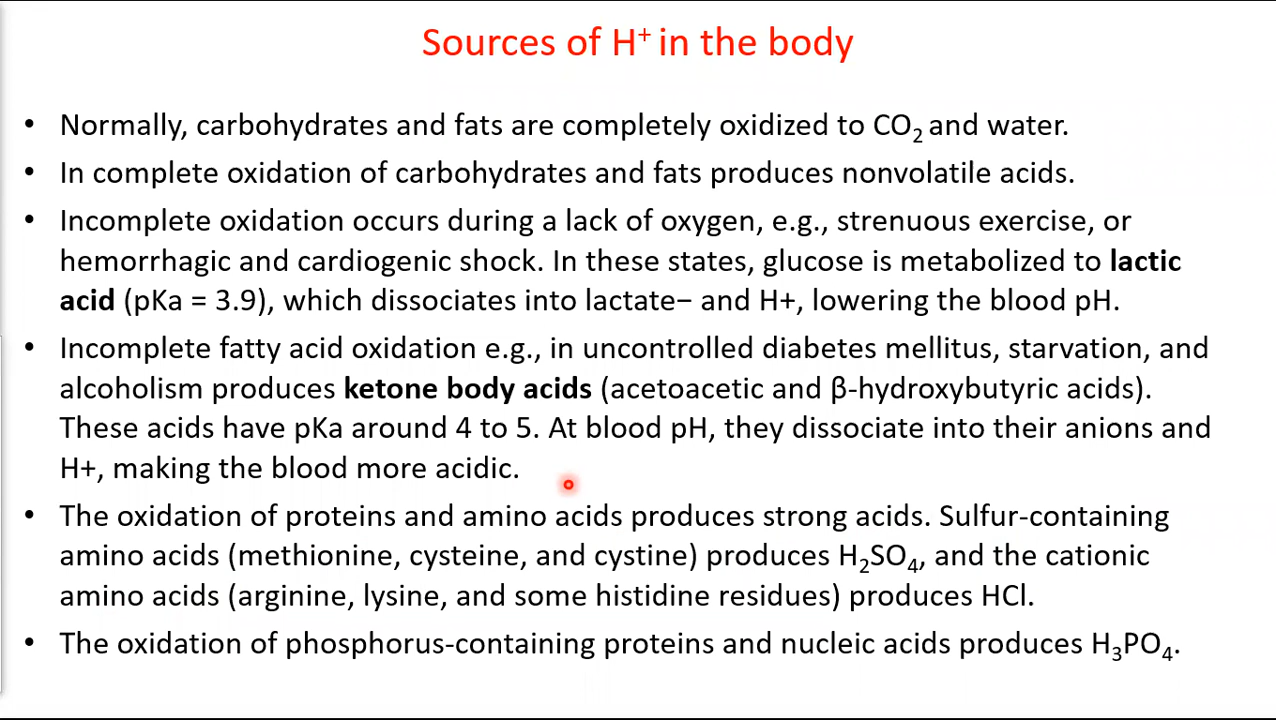 Sources of H⁺ in the body
• Normally, carbohydrates and fats are completely oxidized to CO₂ and water.
• In complete oxidation of carbohydrates and fats produces nonvolatile acids.
• Incomplete oxidation occurs during a lack of oxygen, e.g., strenuous exercise, or
hemorrhagic and cardiogenic shock. In these states, glucose is metabolized to lactic
acid (pKa = 3.9), which dissociates into lactate− and H+, lowering the blood pH.
• Incomplete fatty acid oxidation e.g., in uncontrolled diabetes mellitus, starvation, and
alcoholism produces ketone body acids (acetoacetic and β-hydroxybutyric acids).
These acids have pKa around 4 to 5. At blood pH, they dissociate into their anions and
H+, making the blood more acidic.
• The oxidation of proteins and amino acids produces strong acids. Sulfur-containing
amino acids (methionine, cysteine, and cystine) produces H₂SO₄, and the cationic
amino acids (arginine, lysine, and some histidine residues) produces HCl.
• The oxidation of phosphorus-containing proteins and nucleic acids produces H₃PO₄.